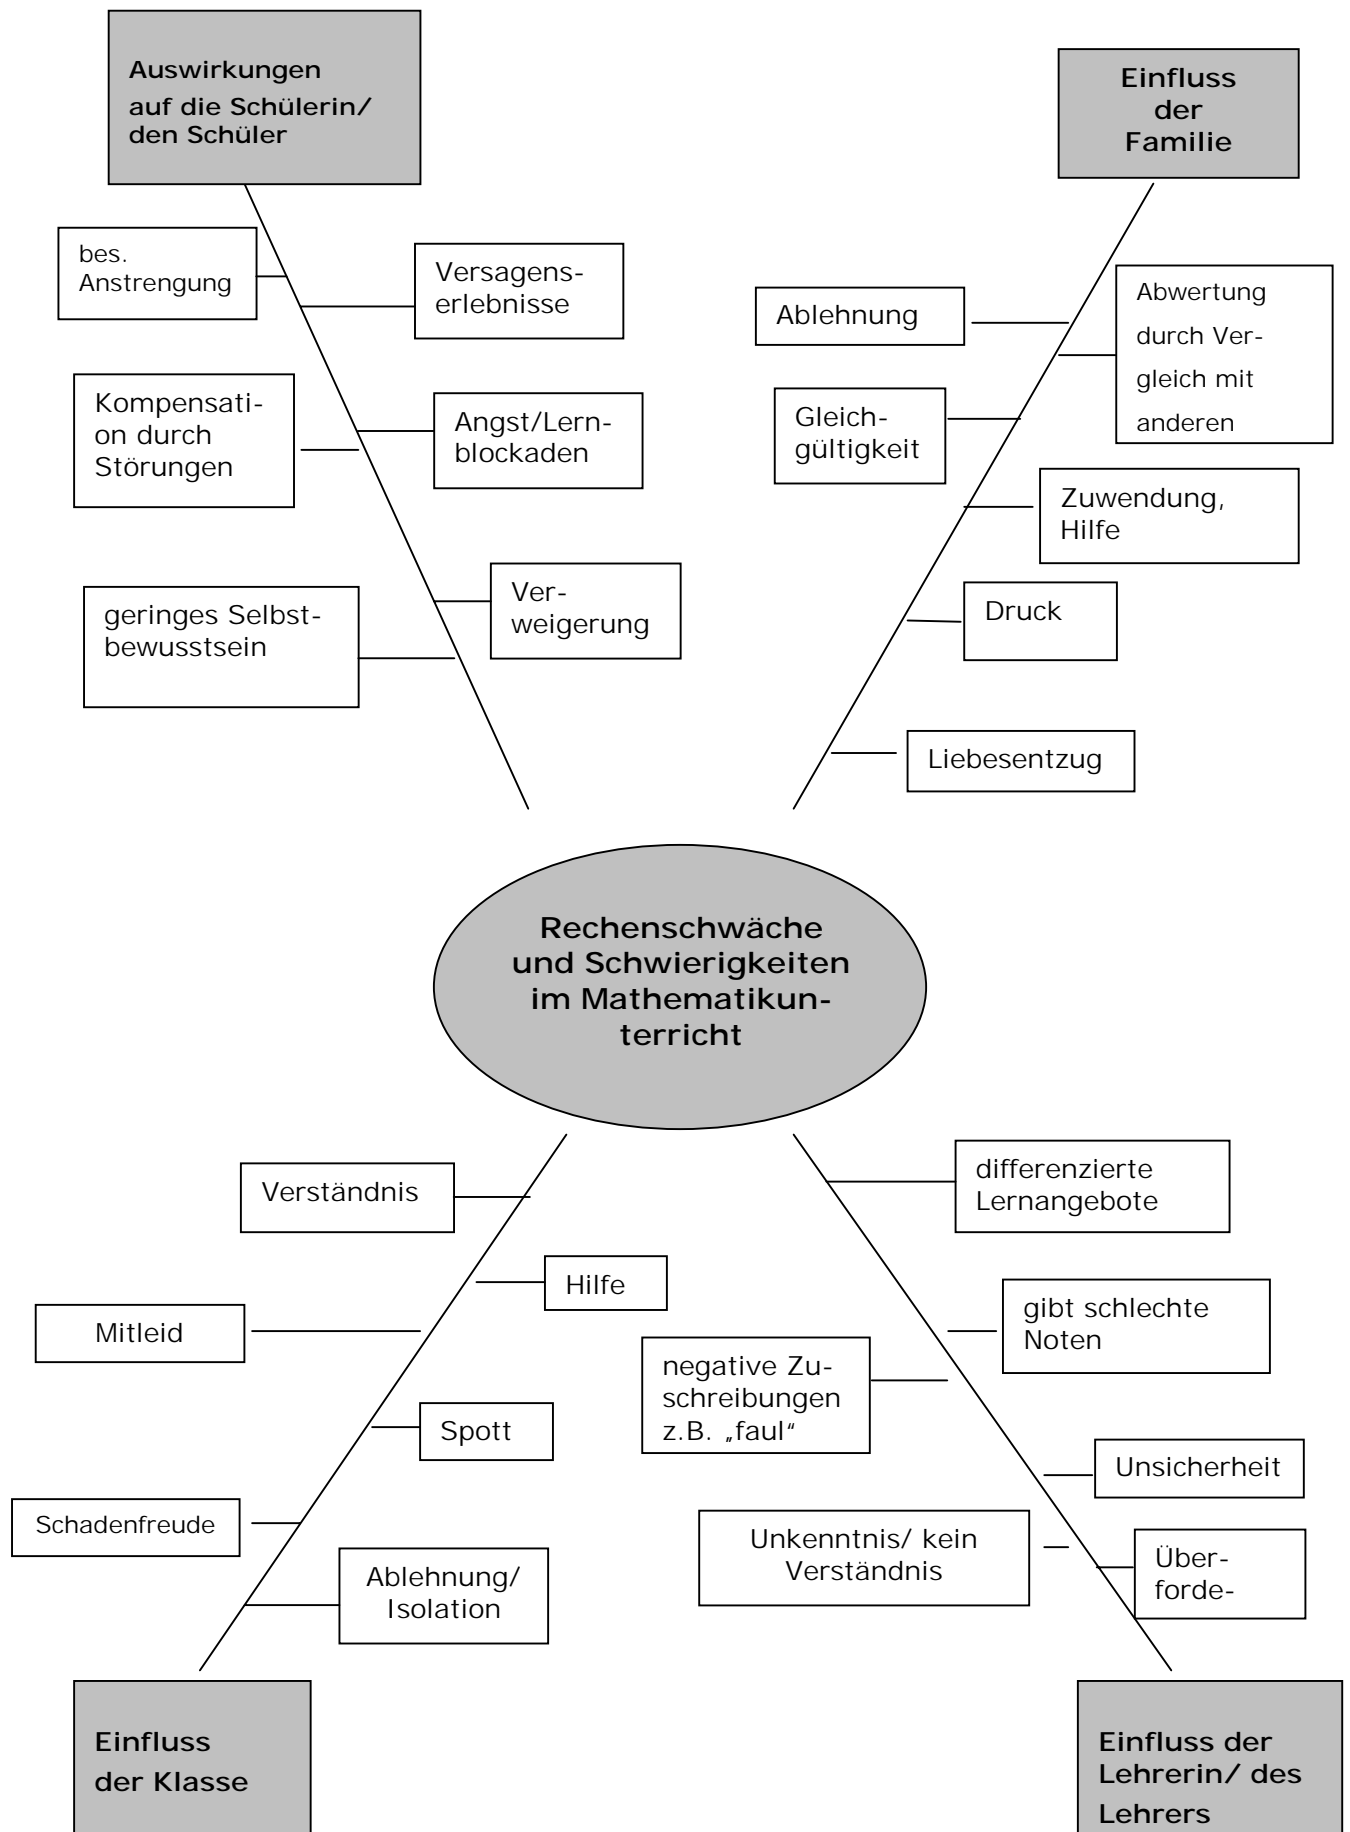 Auswirkungen
auf die Schülerin/
den Schüler
Einfluss
der
Familie
bes.
Anstrengung
Versagens-
erlebnisse
Kompensati-
on durch
Störungen
Angst/Lern-
blockaden
geringes Selbst-
bewusstsein
Ver-
weigerung
Ablehnung
Abwertung
durch Ver-
gleich mit
anderen
Gleich-
gültigkeit
Zuwendung,
Hilfe
Druck
Liebesentzug
Rechenschwäche
und Schwierigkeiten
im Mathematikun-
terricht
Verständnis
Hilfe
Mitleid
Spott
Schadenfreude
Ablehnung/
Isolation
Einfluss
der Klasse
differenzierte
Lernangebote
gibt schlechte
Noten
negative Zu-
schreibungen
z.B. „faul“
Unsicherheit
Unkenntnis/ kein
Verständnis
Über-
forde-
Einfluss der
Lehrerin/ des
Lehrers